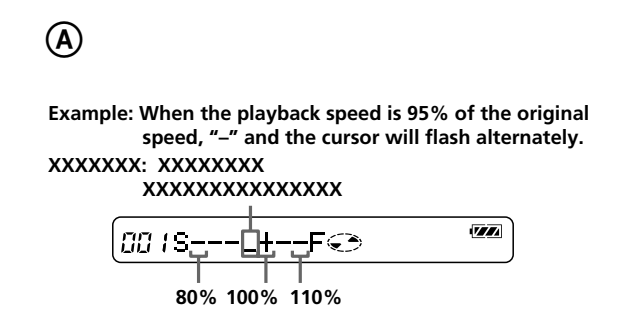 A
Example: When the playback speed is 95% of the original
speed, "–" and the cursor will flash alternately.
XXXXXXX: XXXXXXXX
XXXXXXXXXXXXXXX
001S---_+--F
80% 100% 110%